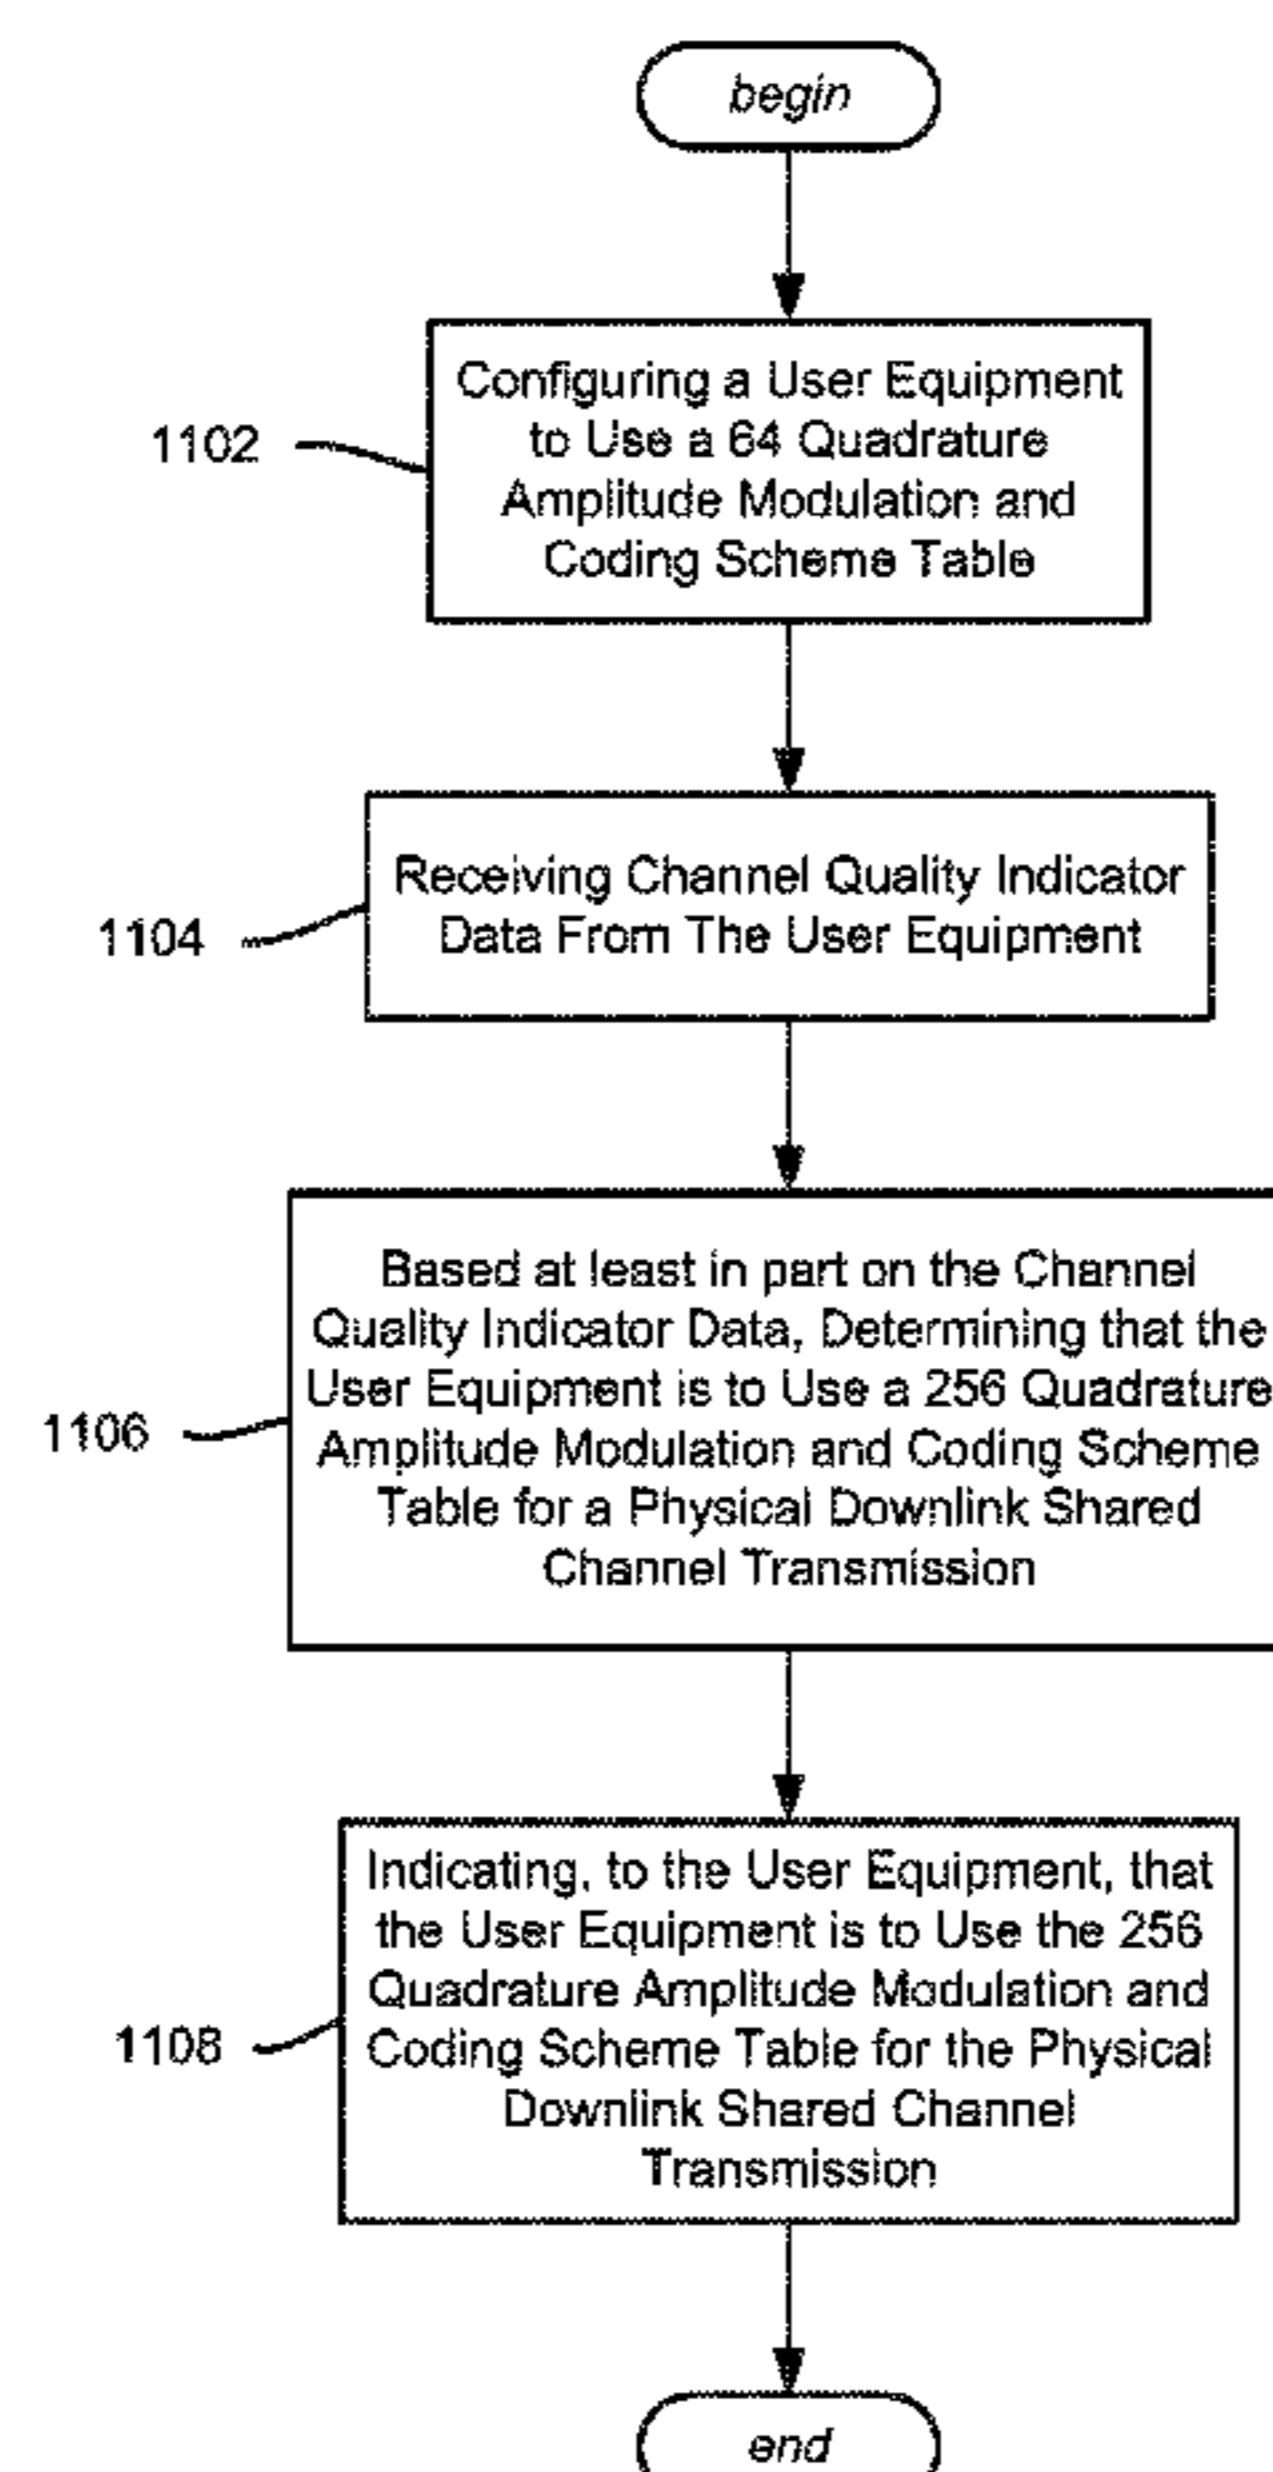 begin
Configuring a User Equipment
to Use a 64 Quadrature
Amplitude Modulation and
Coding Scheme Table
1102
Receiving Channel Quality Indicator
Data From The User Equipment
1104
Based at least in part on the Channel
Quality Indicator Data, Determining that the
User Equipment is to Use a 256 Quadrature
Amplitude Modulation and Coding Scheme
Table for a Physical Downlink Shared
Channel Transmission
1106
Indicating, to the User Equipment, that
the User Equipment is to Use the 256
Quadrature Amplitude Modulation and
Coding Scheme Table for the Physical
Downlink Shared Channel
Transmission
1108
end